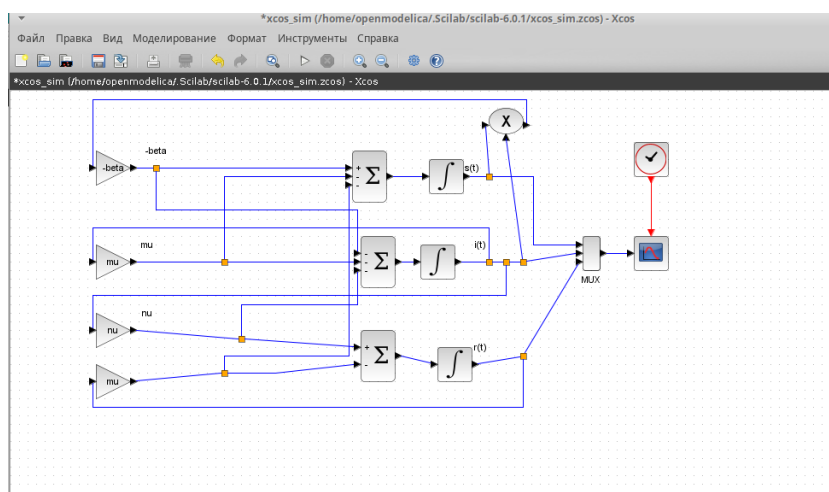 *xcos_sim (/home/openmodelica/.Scilab/scilab-6.0.1/xcos_sim.zcos) - Xcos
Файл Правка Вид Моделирование Формат Инструменты Справка
*xcos_sim (/home/openmodelica/.Scilab/scilab-6.0.1/xcos_sim.zcos) - Xcos
X
-beta
-beta
+
-
-
Σ
∫
s(t)
mu
mu
-
-
-
Σ
∫
i(t)
MUX
nu
nu
+
-
Σ
∫
r(t)
mu